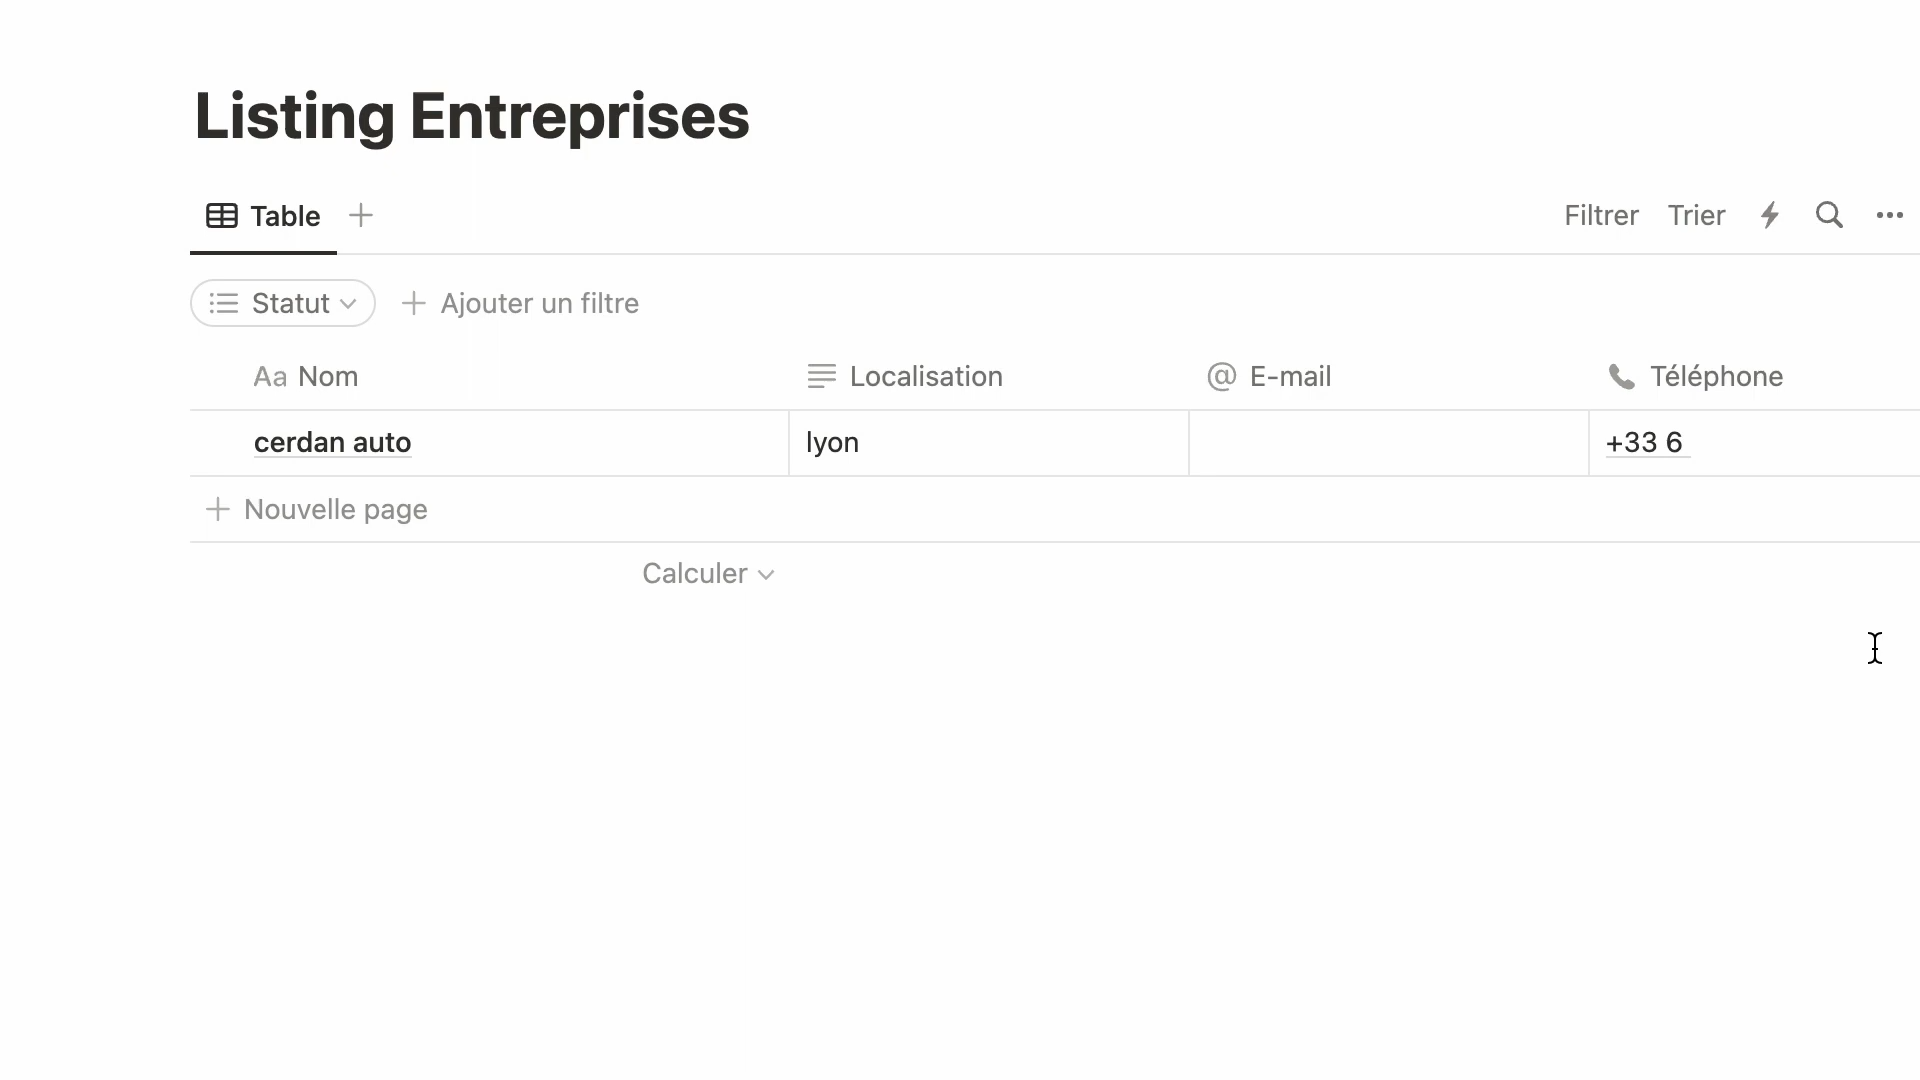 Listing Entreprises
Table
Filtrer Trier
Statut Ajouter un filtre
Aa Nom Localisation @ E-mail Téléphone
cerdan auto lyon +33 6
Nouvelle page
Calculer